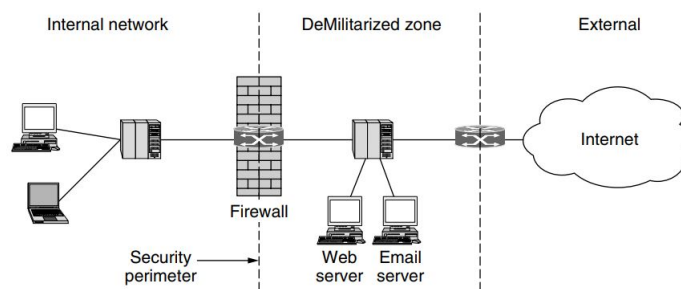 Internal network
DeMilitarized zone
External
Internet
Firewall
Web
server
Email
server
Security
perimeter